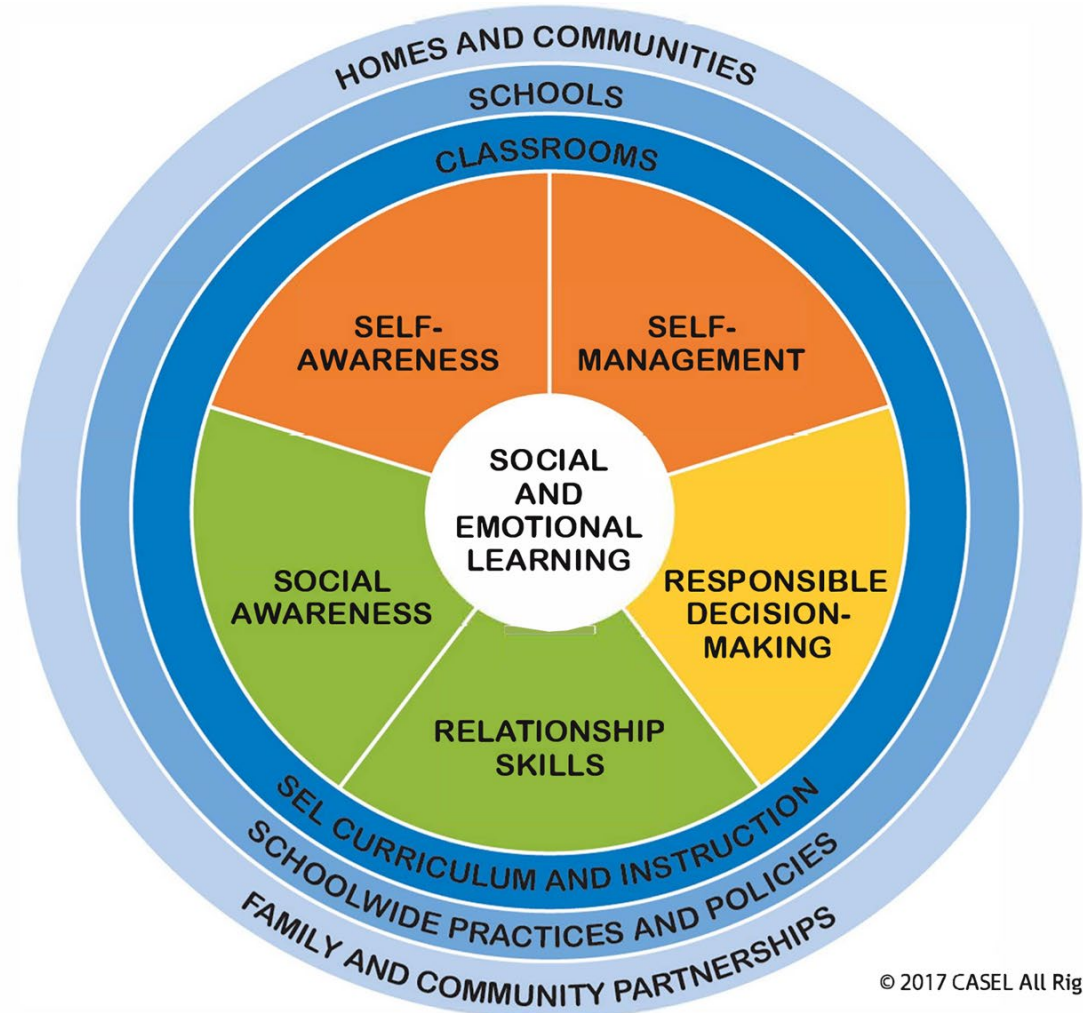 HOMES AND COMMUNITIES
SCHOOLS
CLASSROOMS
SELF-
AWARENESS
SELF-
MANAGEMENT
SOCIAL
AND
EMOTIONAL
LEARNING
SOCIAL
AWARENESS
RESPONSIBLE
DECISION-
MAKING
RELATIONSHIP
SKILLS
SEL CURRICULUM AND INSTRUCTION
SCHOOLWIDE PRACTICES AND POLICIES
FAMILY AND COMMUNITY PARTNERSHIPS
© 2017 CASEL All Rig